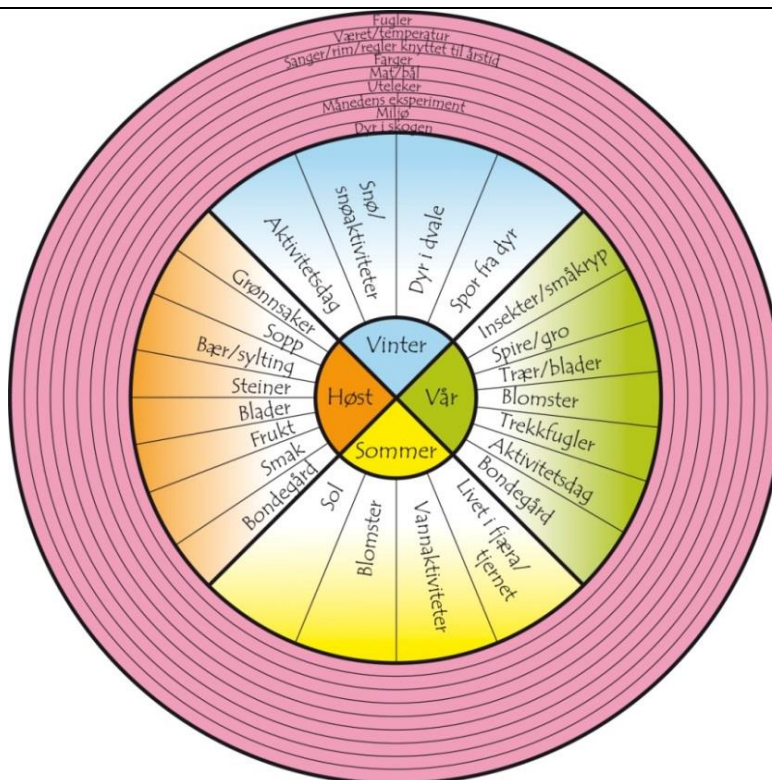 Fugler
Været/temperatur
Sanger/rim/regler knyttet til årstid
Farger
Mat/bål
Uteleker
Månedens eksperiment
Miljø
Dyr i skogen
Aktivitetsdag
Snø/
snøaktiviteter
Dyr i dvale
Spor fra dyr
Insekter/småkryp
Spire/gro
Trær/blader
Blomster
Trekkfugler
Aktivitetsdag
Bondegård
Livet i fjæra/
tjernet
Vannaktiviteter
Blomster
Sol
Bondegård
Smak
Frukt
Blader
Steiner
Bær/sylting
Sopp
Grønnsaker
Vinter
Vår
Sommer
Høst